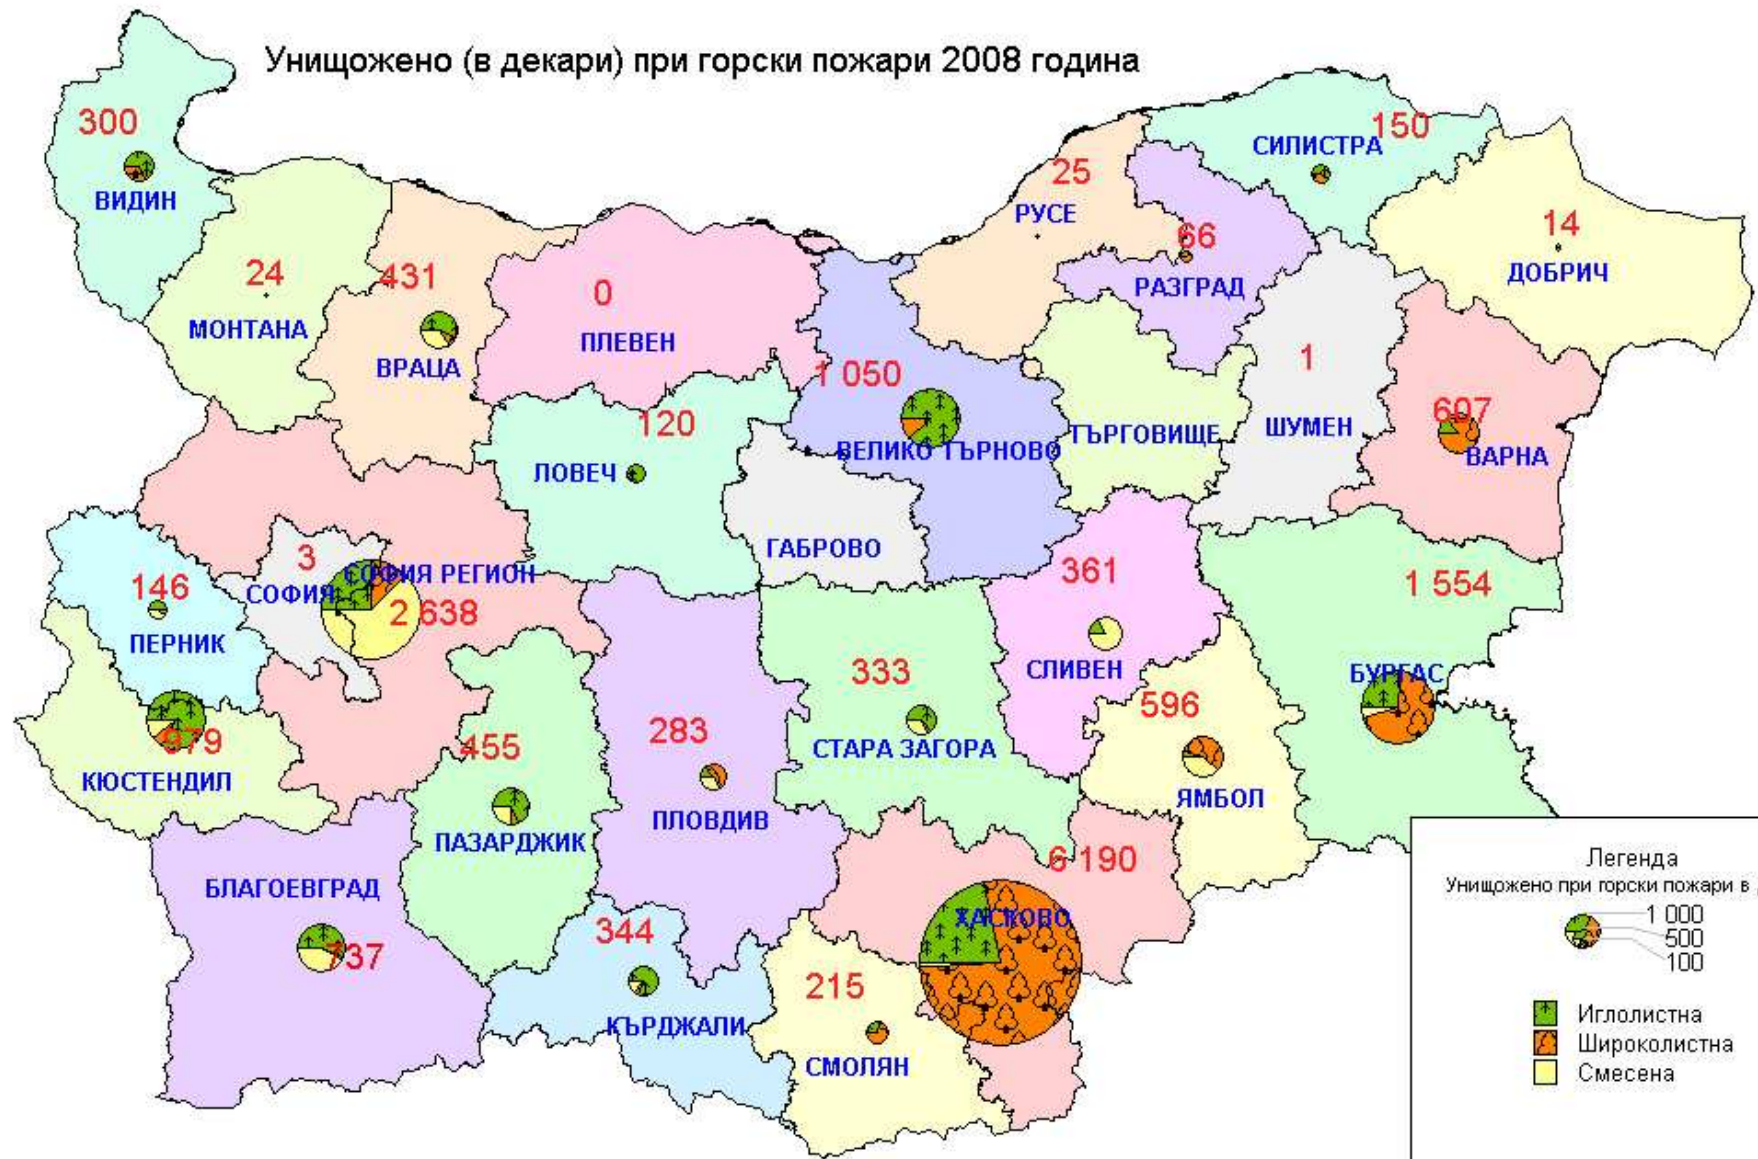 Унищожено (в декари) при горски пожари 2008 година
300
ВИДИН
24
МОНТАНА
431
ВРАЦА
0
ПЛЕВЕН
25
РУСЕ
66
РАЗГРАД
150
СИЛИСТРА
14
ДОБРИЧ
1 050
ВЕЛИКО ТЪРНОВО
ТЪРГОВИЩЕ
1
ШУМЕН
607
ВАРНА
120
ЛОВЕЧ
ГАБРОВО
3
СОФИЯ
СОФИЯ РЕГИОН
2 638
146
ПЕРНИК
979
КЮСТЕНДИЛ
455
ПАЗАРДЖИК
283
ПЛОВДИВ
333
СТАРА ЗАГОРА
361
СЛИВЕН
596
ЯМБОЛ
1 554
БУРГАС
БЛАГОЕВГРАД
737
344
КЪРДЖАЛИ
215
СМОЛЯН
6 190
ХАСКОВО
Легенда
Унищожено при горски пожари в
1 000
500
100
Иглолистна
Широколистна
Смесена